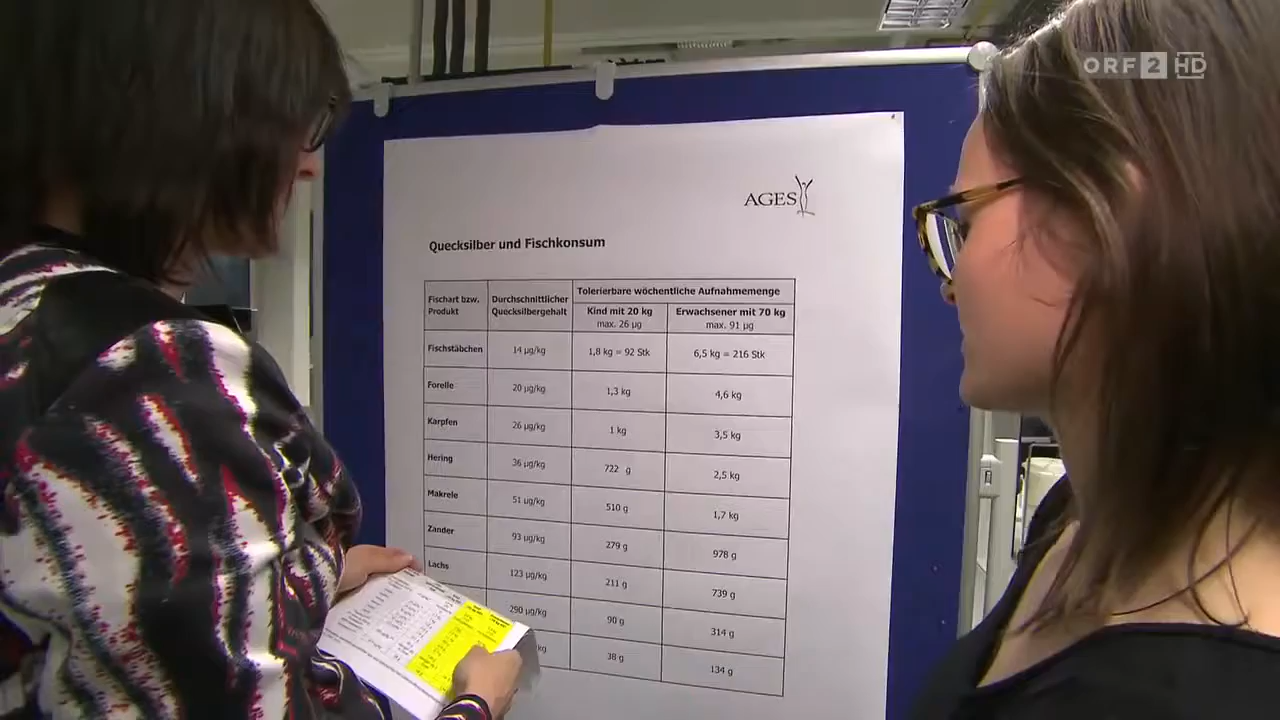 ORF 2 HD
AGES
Quecksilber und Fischkonsum
Fischart bzw. Produkt
Durchschnittlicher Quecksilbergehalt
Tolerierbare wöchentliche Aufnahmemenge
Kind mit 20 kg
max. 26 µg
Erwachsener mit 70 kg
max. 91 µg
Fischstäbchen 14 µg/kg 1,8 kg = 92 Stk 6,5 kg = 216 Stk
Forelle 20 µg/kg 1,3 kg 4,6 kg
Karpfen 26 µg/kg 1 kg 3,5 kg
Hering 36 µg/kg 722 g 2,5 kg
Makrele 51 µg/kg 510 g 1,7 kg
Zander 93 µg/kg 279 g 978 g
Lachs 123 µg/kg 211 g 739 g
290 µg/kg 90 g 314 g
kg 38 g 134 g